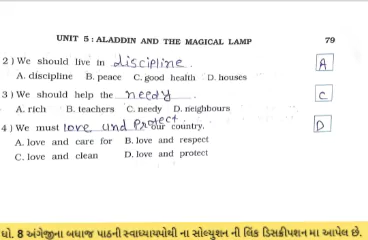 UNIT 5 : ALADDIN AND THE MAGICAL LAMP 79
2 ) We should live in discipline. A
A. discipline B. peace C. good health D. houses
3 ) We should help the needy C
A. rich B. teachers C. needy D. neighbours
4 ) We must love und Protect our country. D
A. love and care for B. love and respect
C. love and clean D. love and protect
ધો. 8 અંગેજીના બધાજ પાઠની સ્વાધ્યાયપોથી ના સોલ્યુશન ની લિંક ડિસક્રીપશન મા આપેલ છે.